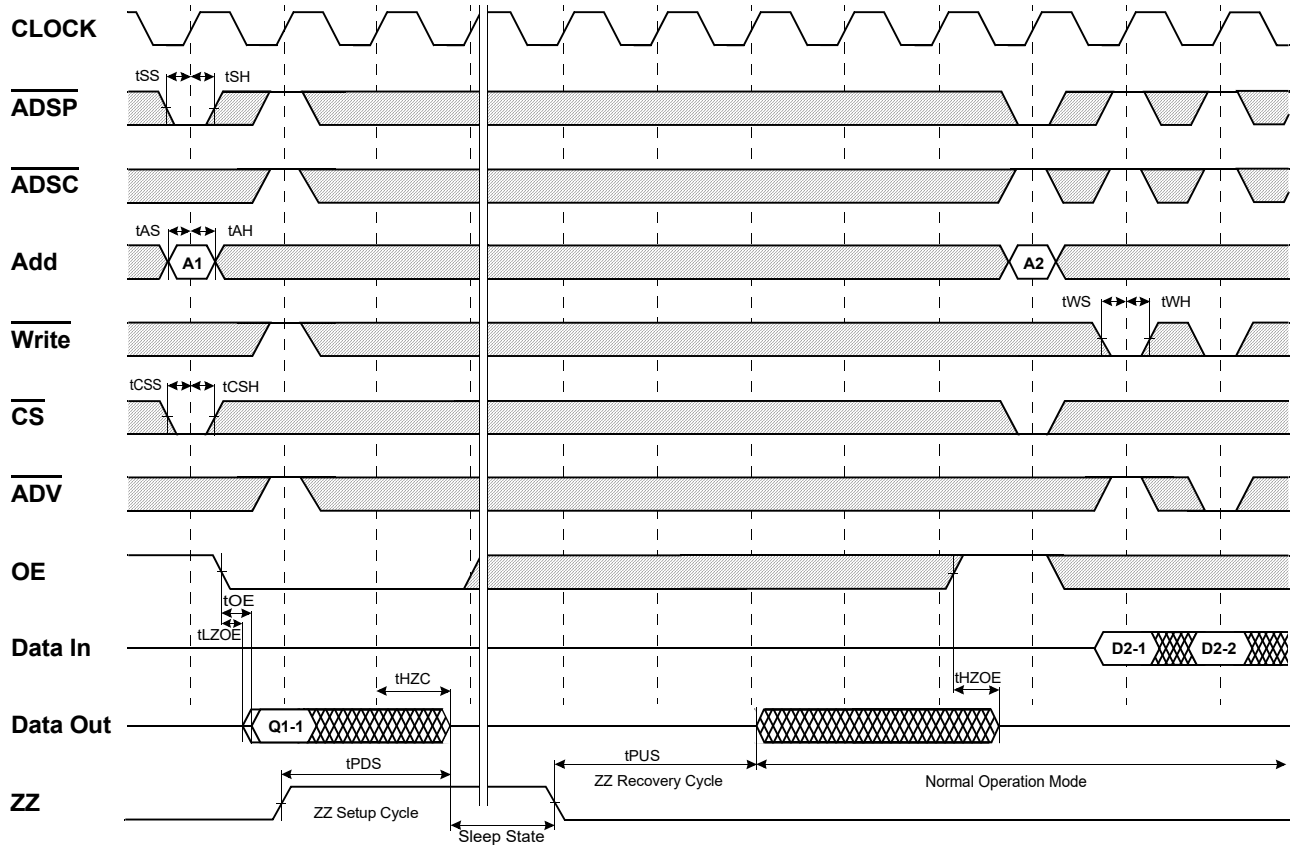 CLOCK
tSS tSH
ADSP
ADSC
tAS tAH
Add A1 A2
tWS tWH
Write
tCSS tCSH
CS
ADV
OE
tOE
tLZOE
Data In D2-1 D2-2
tHZC tHZOE
Data Out Q1-1
tPDS tPUS
ZZ Recovery Cycle Normal Operation Mode
ZZ ZZ Setup Cycle
Sleep State